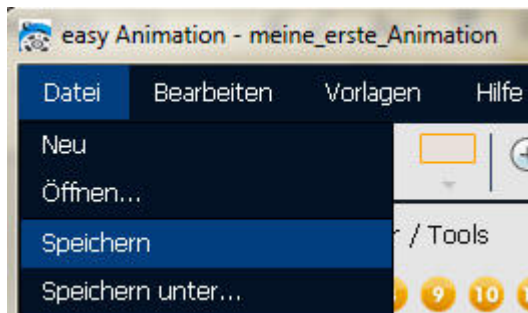 easy Animation - meine_erste_Animation
Datei Bearbeiten Vorlagen Hilfe
Neu
Öffnen...
Speichern
/ Tools
Speichern unter...
9 10